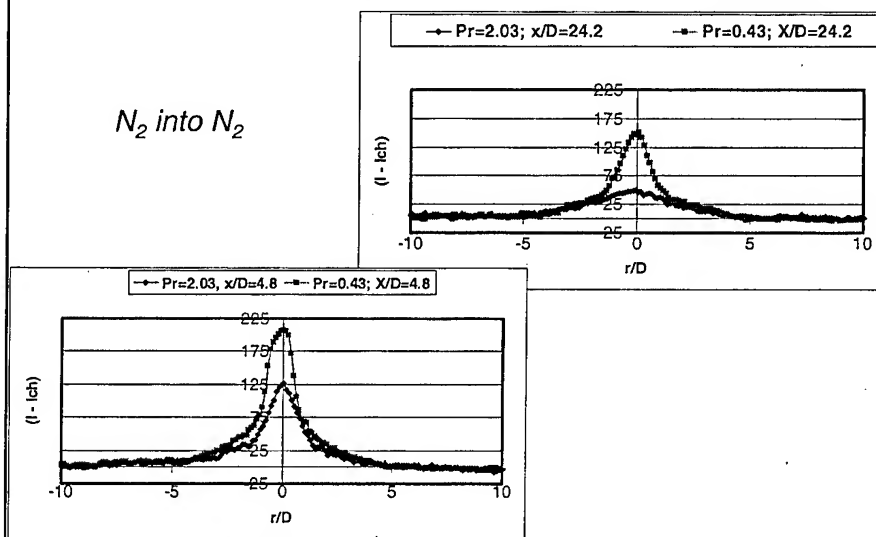 Pr=2.03; x/D=24.2 Pr=0.43; X/D=24.2
N2 into N2
(I - Ich)
225
175
125
75
25
25
-10 -5 0 5 10
r/D
Pr=2.03, x/D=4.8 Pr=0.43; X/D=4.8
(I - Ich)
225
175
125
75
25
25
-10 -5 0 5 10
r/D